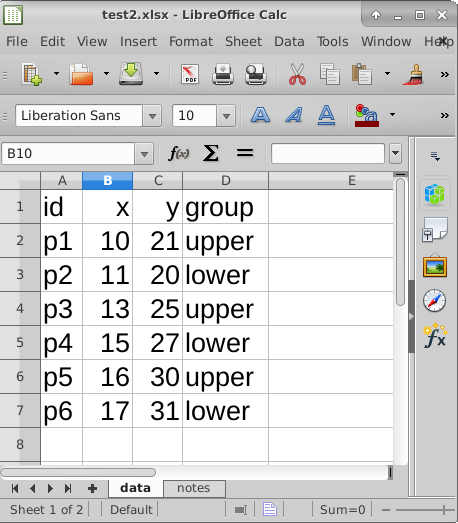 test2.xlsx - LibreOffice Calc
File Edit View Insert Format Sheet Data Tools Window Help
PDF
Liberation Sans 10
B10
A B C D E
1 id x y group
2 p1 10 21 upper
3 p2 11 20 lower
4 p3 13 25 upper
5 p4 15 27 lower
6 p5 16 30 upper
7 p6 17 31 lower
8
data notes
Sheet 1 of 2 Default Sum=0